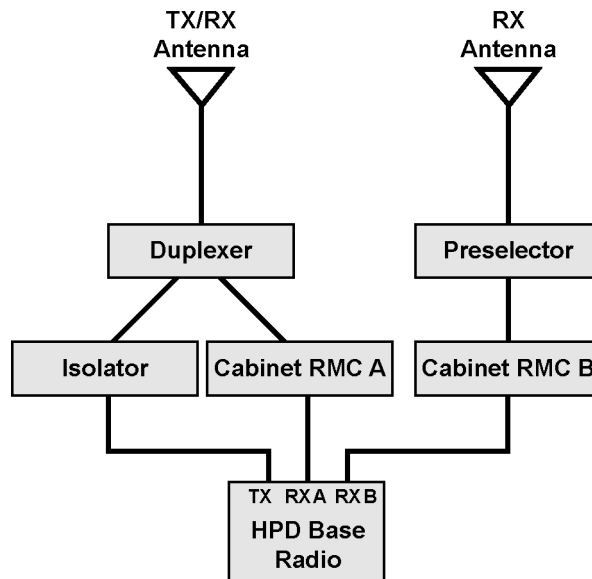 TX/RX
Antenna
RX
Antenna
Duplexer
Preselector
Isolator
Cabinet RMC A
Cabinet RMC B
TX RX A RX B
HPD Base
Radio